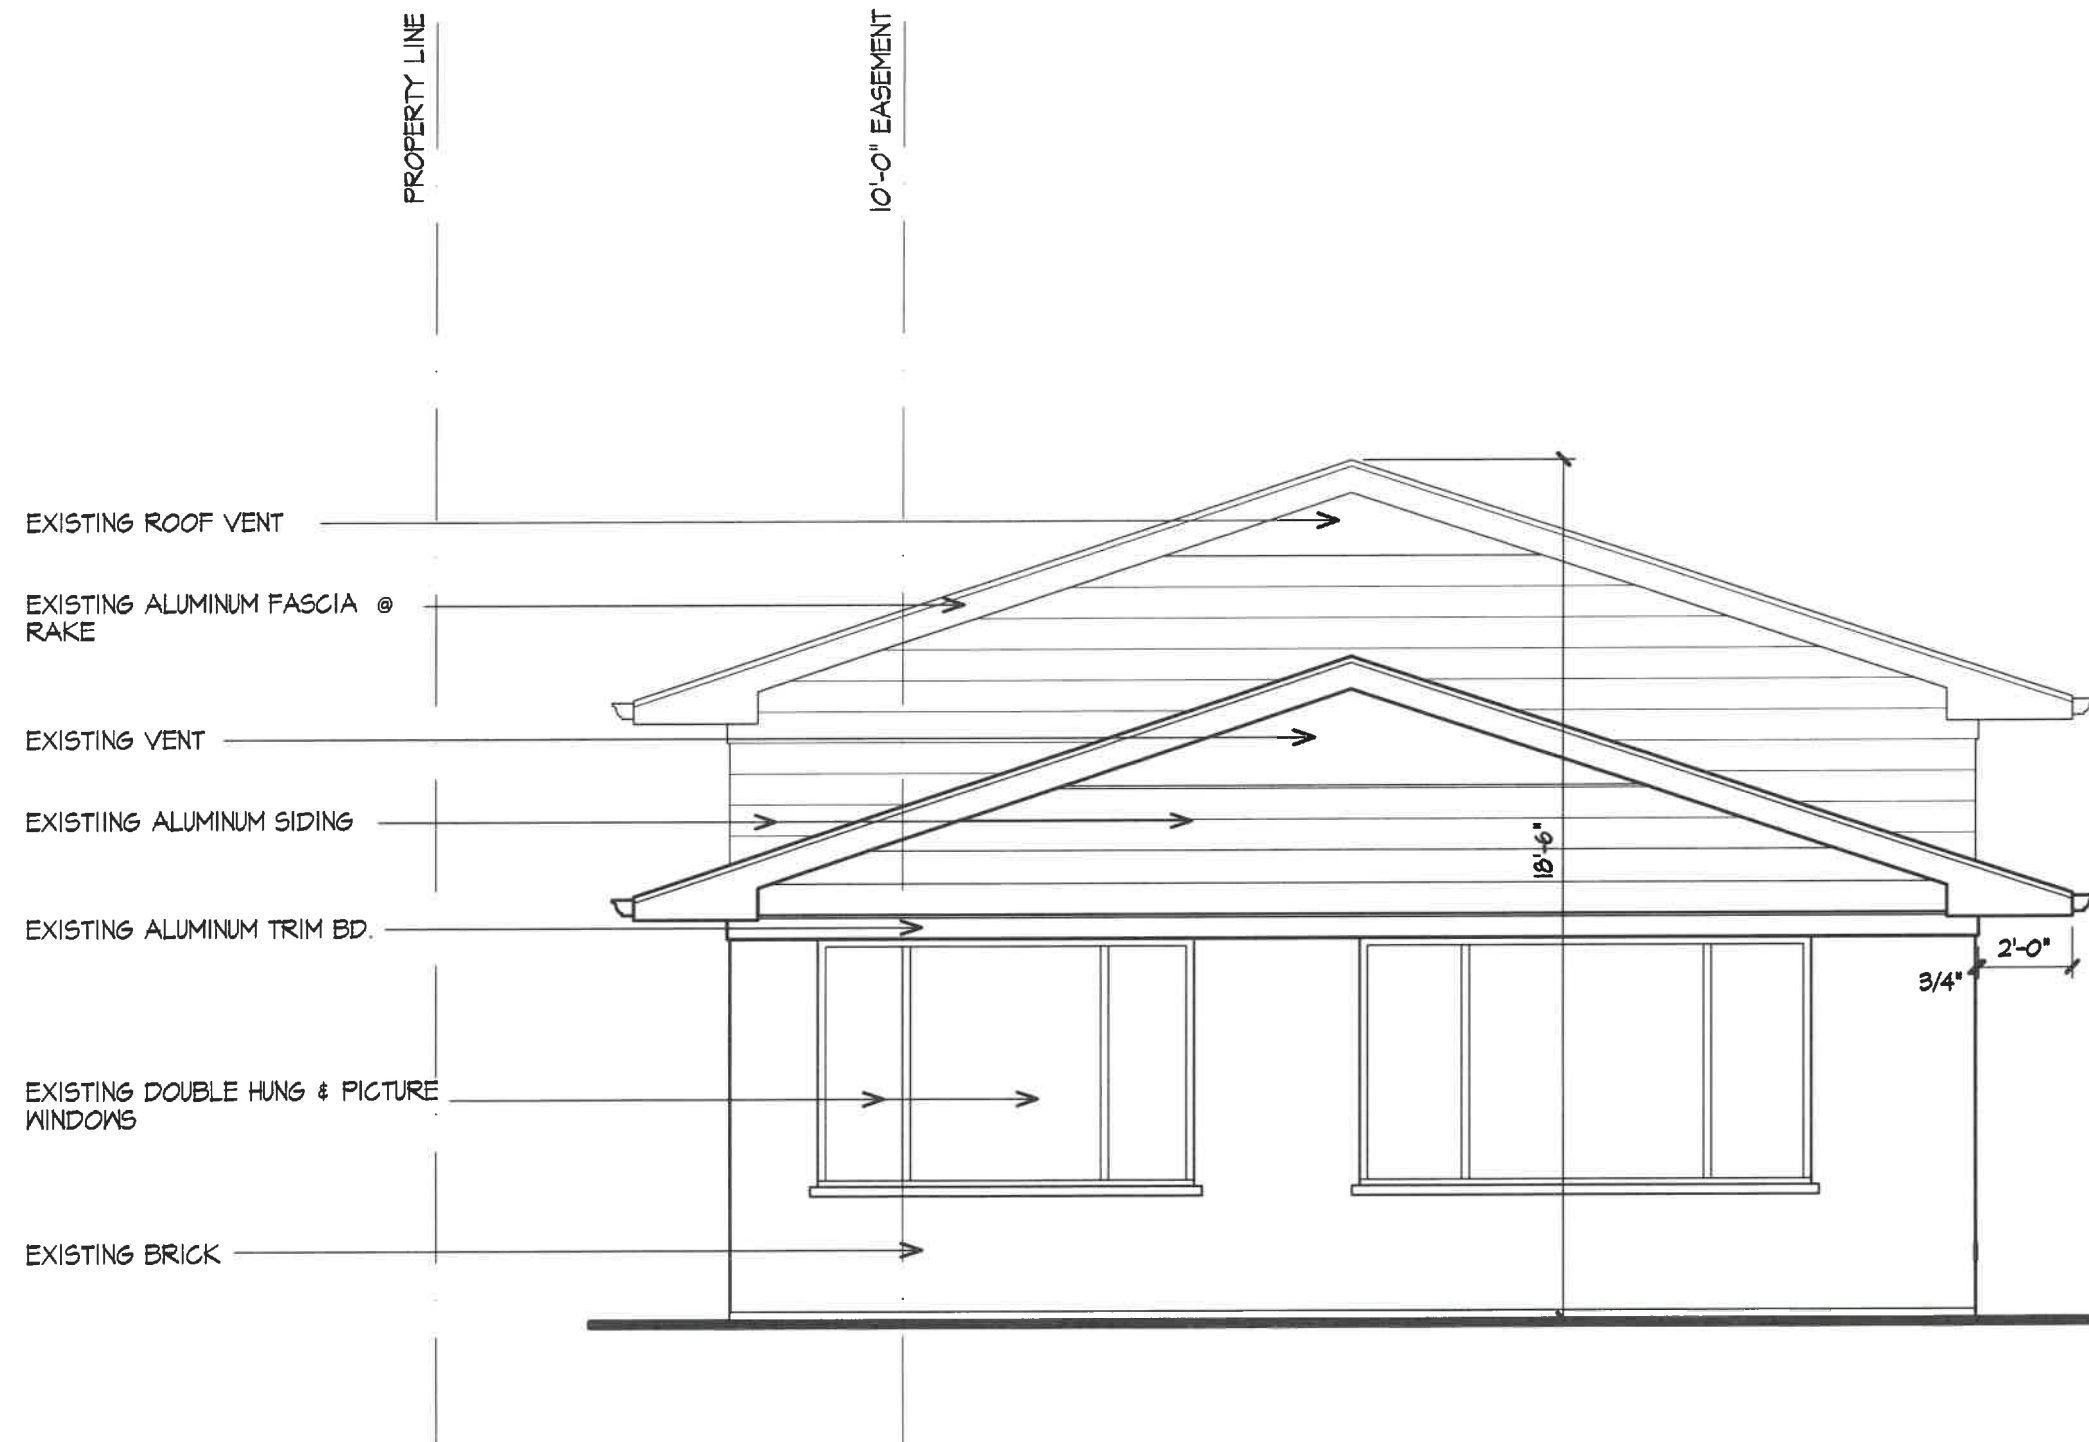 PROPERTY LINE
10'-0" EASEMENT
EXISTING ROOF VENT
EXISTING ALUMINUM FASCIA @
RAKE
EXISTING VENT
EXISTIING ALUMINUM SIDING
18'-6"
EXISTING ALUMINUM TRIM BD.
2'-0"
3/4"
EXISTING DOUBLE HUNG & PICTURE
WINDOWS
EXISTING BRICK